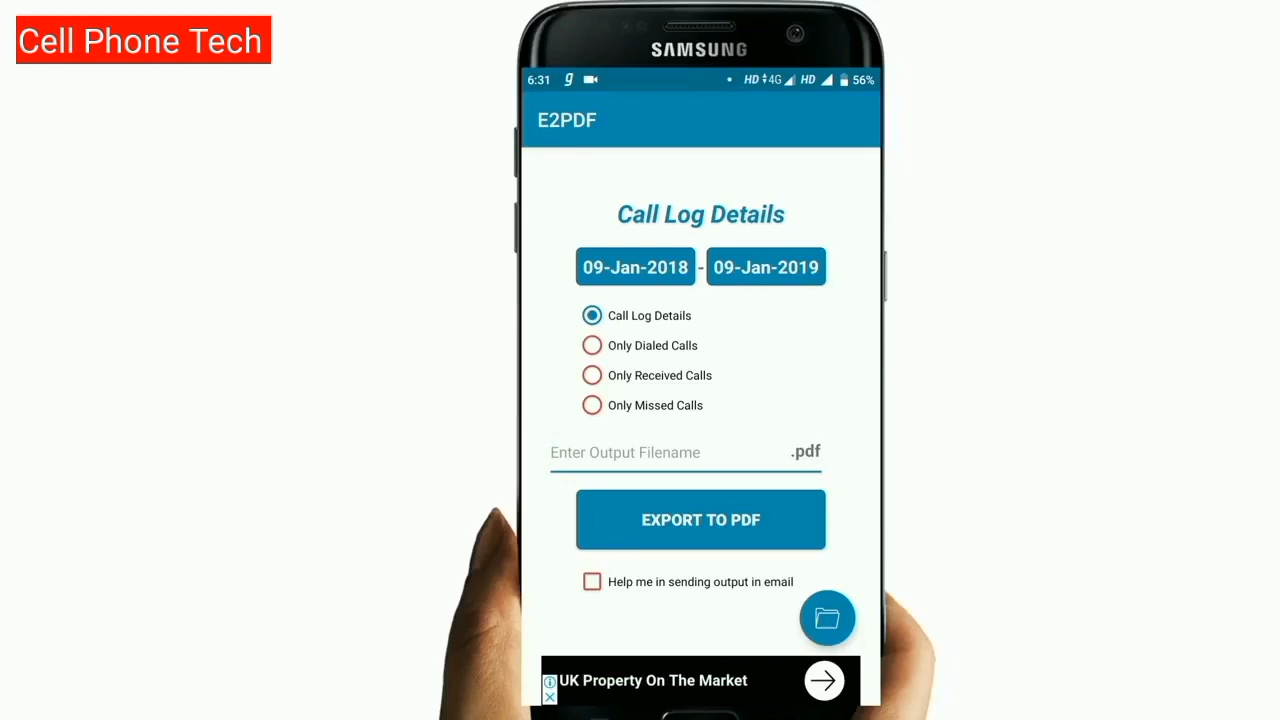 Cell Phone Tech
SAMSUNG
6:31 g HD 4G HD 56%
E2PDF
Call Log Details
09-Jan-2018 - 09-Jan-2019
Call Log Details
Only Dialed Calls
Only Received Calls
Only Missed Calls
Enter Output Filename .pdf
EXPORT TO PDF
Help me in sending output in email
UK Property On The Market